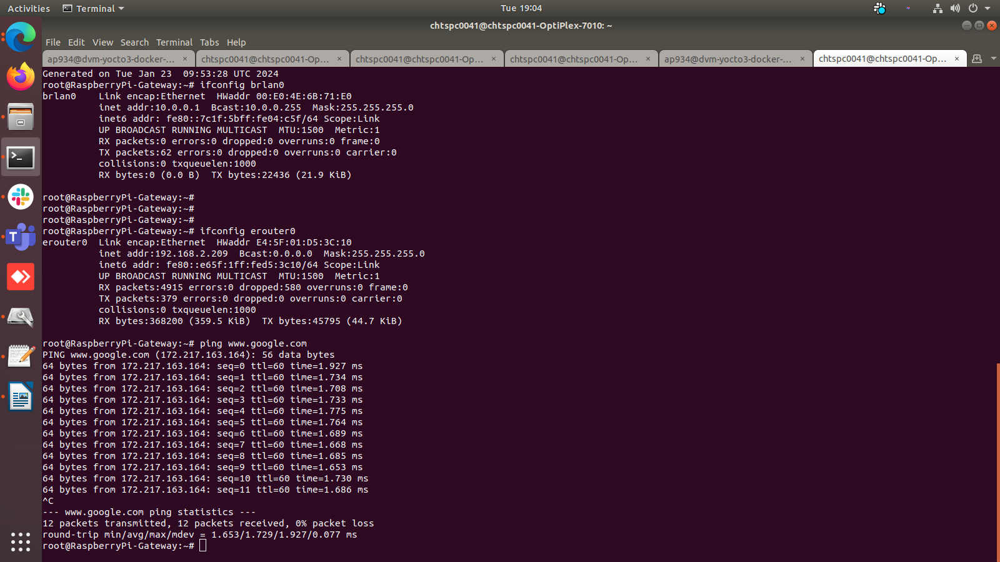 Activities Terminal Tue 19:04
chtspc0041@chtspc0041-OptiPlex-7010: ~
File Edit View Search Terminal Tabs Help
ap934@dvm-yocto3-docker-... × chtspc0041@chtspc0041-Op... × chtspc0041@chtspc0041-Op... × chtspc0041@chtspc0041-Op... × ap934@dvm-yocto3-docker-... × chtspc0041@chtspc0041-Op... ×
Generated on Tue Jan 23  09:53:28 UTC 2024
root@RaspberryPi-Gateway:~# ifconfig brlan0
brlan0    Link encap:Ethernet  HWaddr 00:E0:4E:6B:71:E0
          inet addr:10.0.0.1  Bcast:10.0.0.255  Mask:255.255.255.0
          inet6 addr: fe80::7c1f:5bff:fe04:c5f/64 Scope:Link
          UP BROADCAST RUNNING MULTICAST  MTU:1500  Metric:1
          RX packets:0 errors:0 dropped:0 overruns:0 frame:0
          TX packets:62 errors:0 dropped:0 overruns:0 carrier:0
          collisions:0 txqueuelen:1000
          RX bytes:0 (0.0 B)  TX bytes:22436 (21.9 KiB)
root@RaspberryPi-Gateway:~#
root@RaspberryPi-Gateway:~#
root@RaspberryPi-Gateway:~#
root@RaspberryPi-Gateway:~# ifconfig erouter0
erouter0  Link encap:Ethernet  HWaddr E4:5F:01:D5:3C:10
          inet addr:192.168.2.209  Bcast:0.0.0.0  Mask:255.255.255.0
          inet6 addr: fe80::e65f:1ff:fed5:3c10/64 Scope:Link
          UP BROADCAST RUNNING MULTICAST  MTU:1500  Metric:1
          RX packets:4915 errors:0 dropped:580 overruns:0 frame:0
          TX packets:379 errors:0 dropped:0 overruns:0 carrier:0
          collisions:0 txqueuelen:1000
          RX bytes:368200 (359.5 KiB)  TX bytes:45795 (44.7 KiB)
root@RaspberryPi-Gateway:~# ping www.google.com
PING www.google.com (172.217.163.164): 56 data bytes
64 bytes from 172.217.163.164: seq=0 ttl=60 time=1.927 ms
64 bytes from 172.217.163.164: seq=1 ttl=60 time=1.734 ms
64 bytes from 172.217.163.164: seq=2 ttl=60 time=1.708 ms
64 bytes from 172.217.163.164: seq=3 ttl=60 time=1.733 ms
64 bytes from 172.217.163.164: seq=4 ttl=60 time=1.775 ms
64 bytes from 172.217.163.164: seq=5 ttl=60 time=1.764 ms
64 bytes from 172.217.163.164: seq=6 ttl=60 time=1.689 ms
64 bytes from 172.217.163.164: seq=7 ttl=60 time=1.668 ms
64 bytes from 172.217.163.164: seq=8 ttl=60 time=1.685 ms
64 bytes from 172.217.163.164: seq=9 ttl=60 time=1.653 ms
64 bytes from 172.217.163.164: seq=10 ttl=60 time=1.730 ms
64 bytes from 172.217.163.164: seq=11 ttl=60 time=1.686 ms
^C
--- www.google.com ping statistics ---
12 packets transmitted, 12 packets received, 0% packet loss
round-trip min/avg/max/mdev = 1.653/1.729/1.927/0.077 ms
root@RaspberryPi-Gateway:~#